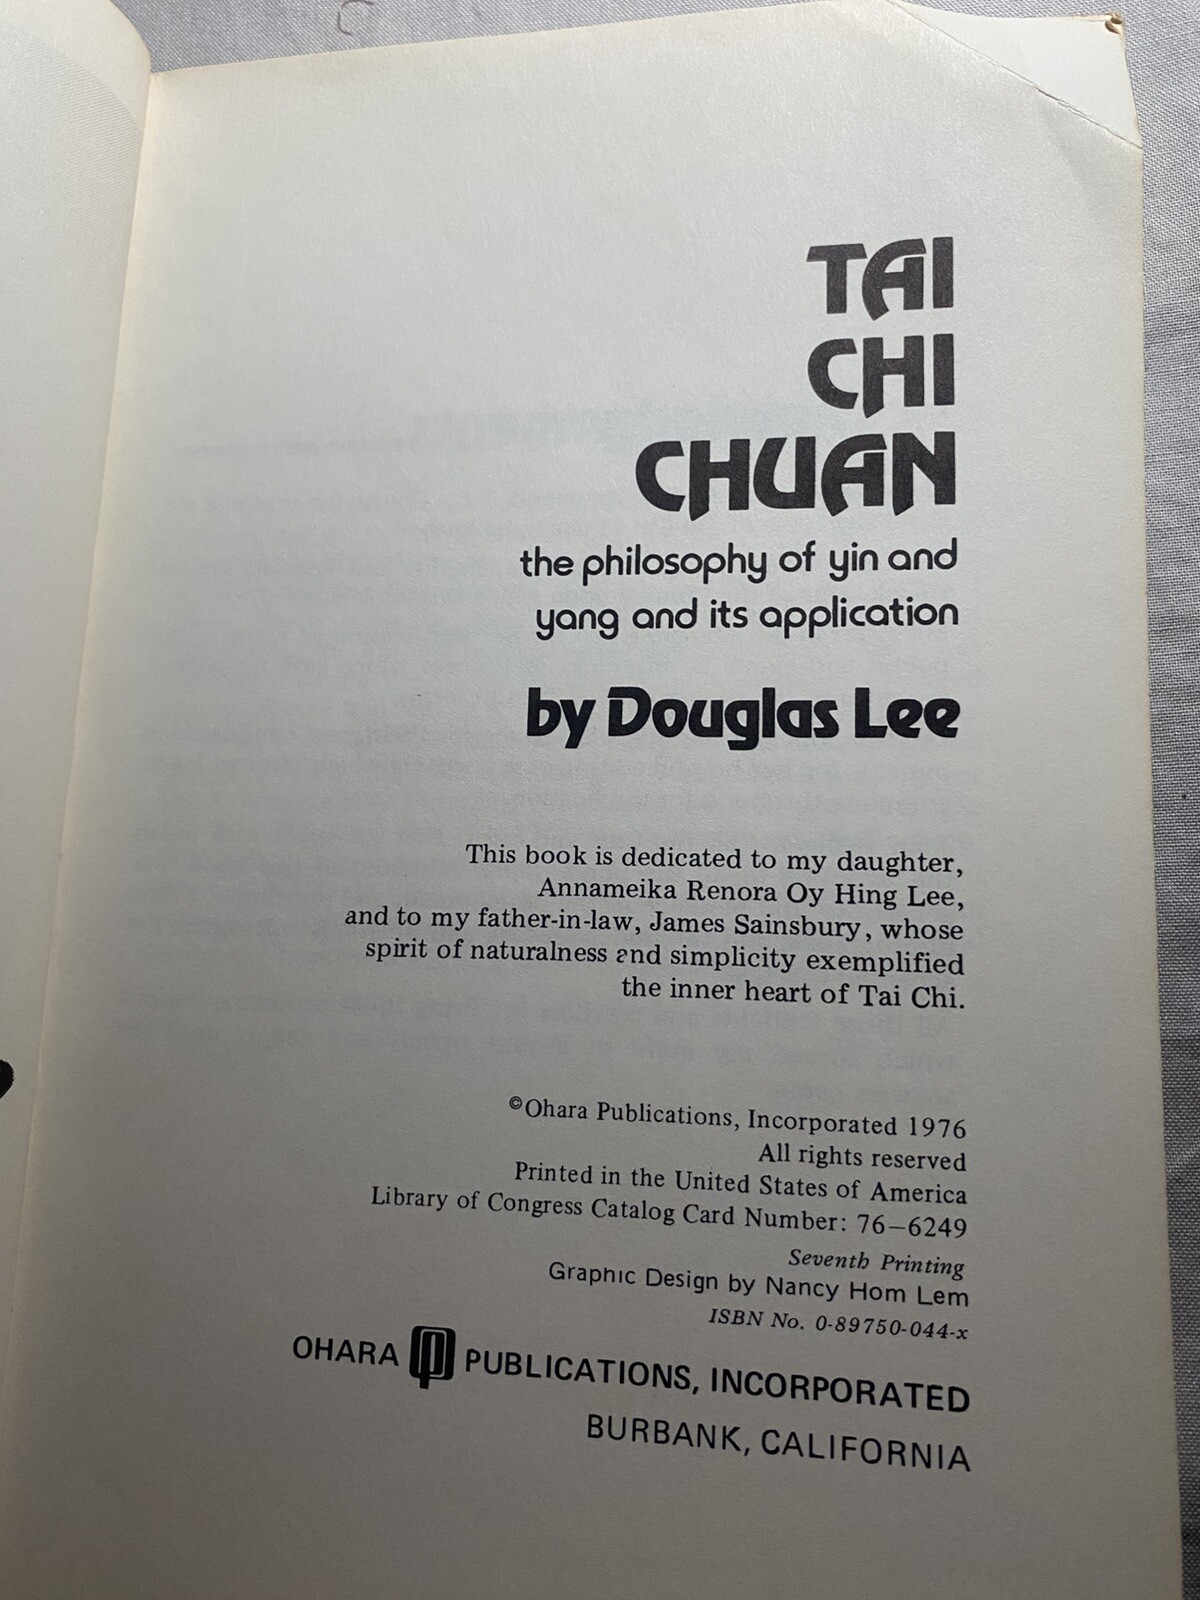 TAI
CHI
CHUAN
the philosophy of yin and
yang and its application
by Douglas Lee
This book is dedicated to my daughter,
Annameika Renora Oy Hing Lee,
and to my father-in-law, James Sainsbury, whose
spirit of naturalness and simplicity exemplified
the inner heart of Tai Chi.
©Ohara Publications, Incorporated 1976
All rights reserved
Printed in the United States of America
Library of Congress Catalog Card Number: 76–6249
Seventh Printing
Graphic Design by Nancy Hom Lem
ISBN No. 0-89750-044-x
OHARA PUBLICATIONS, INCORPORATED
BURBANK, CALIFORNIA